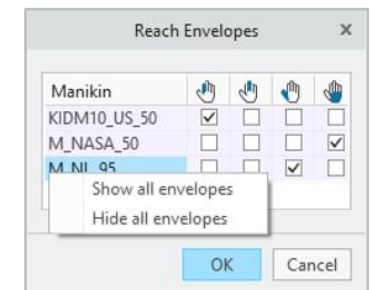 Reach Envelopes
Manikin
KIDM10_US_50
M_NASA_50
M_NL_95
Show all envelopes
Hide all envelopes
OK Cancel